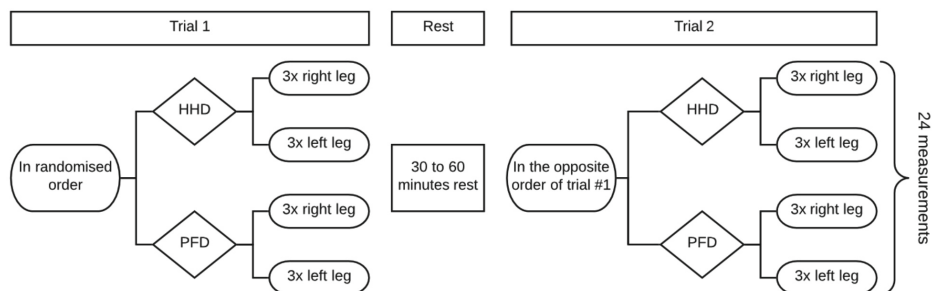 Trial 1
Rest
Trial 2
3x right leg
HHD
3x left leg
In randomised
order
3x right leg
PFD
3x left leg
30 to 60
minutes rest
3x right leg
HHD
3x left leg
In the opposite
order of trial #1
3x right leg
PFD
3x left leg
24 measurements